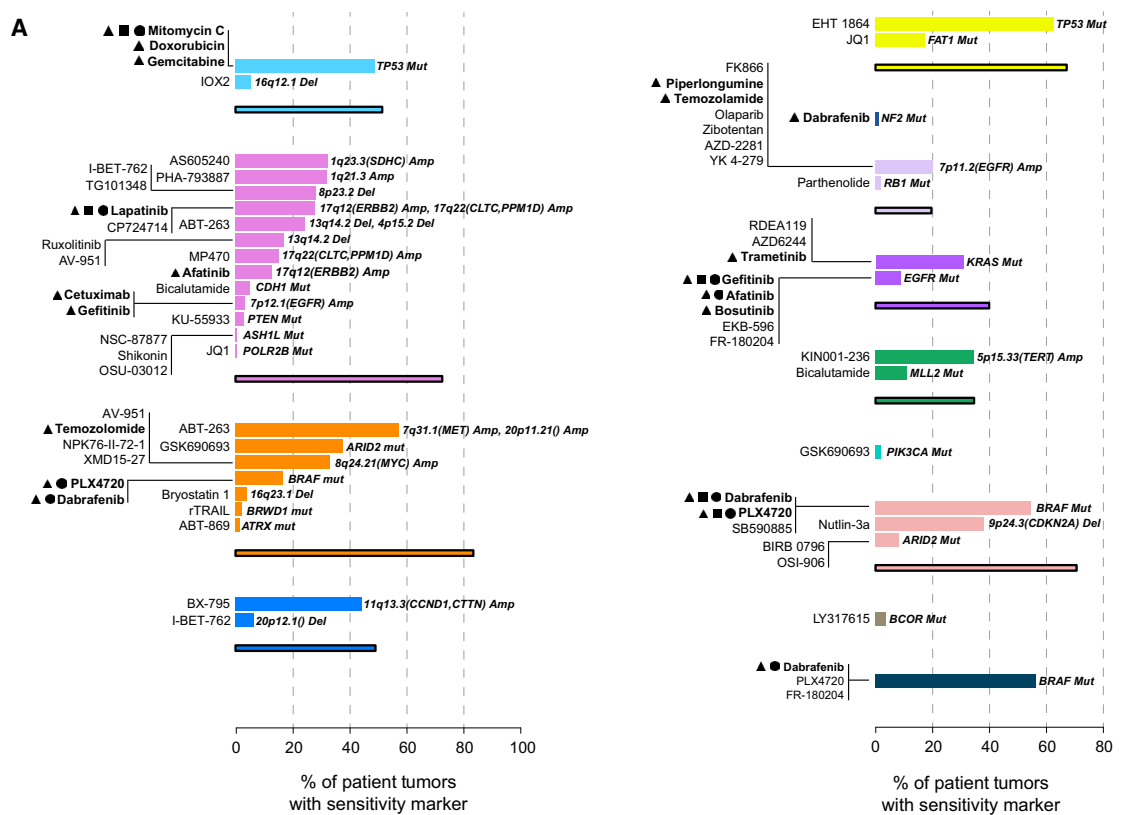 A
Mitomycin C
Doxorubicin
Gemcitabine
TP53 Mut
IOX2
16q12.1 Del
AS605240
1q23.3(SDHC) Amp
I-BET-762
PHA-793887
1q21.3 Amp
TG101348
8p23.2 Del
Lapatinib
17q12(ERBB2) Amp, 17q22(CLTC,PPM1D) Amp
CP724714
ABT-263
13q14.2 Del, 4p15.2 Del
Ruxolitinib
13q14.2 Del
AV-951
MP470
17q22(CLTC,PPM1D) Amp
Afatinib
17q12(ERBB2) Amp
Bicalutamide
CDH1 Mut
Cetuximab
7p12.1(EGFR) Amp
Gefitinib
KU-55933
PTEN Mut
NSC-87877
ASH1L Mut
Shikonin
JQ1
POLR2B Mut
OSU-03012
AV-951
Temozolomide
ABT-263
7q31.1(MET) Amp, 20p11.21() Amp
NPK76-II-72-1
GSK690693
ARID2 mut
XMD15-27
8q24.21(MYC) Amp
PLX4720
BRAF mut
Dabrafenib
Bryostatin 1
16q23.1 Del
rTRAIL
BRWD1 mut
ABT-869
ATRX mut
BX-795
11q13.3(CCND1,CTTN) Amp
I-BET-762
20p12.1() Del
0 20 40 60 80 100
% of patient tumors
with sensitivity marker
EHT 1864
TP53 Mut
JQ1
FAT1 Mut
FK866
Piperlongumine
Temozolamide
Olaparib
Zibotentan
AZD-2281
YK 4-279
Dabrafenib
NF2 Mut
7p11.2(EGFR) Amp
Parthenolide
RB1 Mut
RDEA119
AZD6244
Trametinib
KRAS Mut
Gefitinib
EGFR Mut
Afatinib
Bosutinib
EKB-596
FR-180204
KIN001-236
5p15.33(TERT) Amp
Bicalutamide
MLL2 Mut
GSK690693
PIK3CA Mut
Dabrafenib
PLX4720
BRAF Mut
SB590885
Nutlin-3a
9p24.3(CDKN2A) Del
BIRB 0796
ARID2 Mut
OSI-906
LY317615
BCOR Mut
Dabrafenib
PLX4720
BRAF Mut
FR-180204
0 20 40 60 80
% of patient tumors
with sensitivity marker